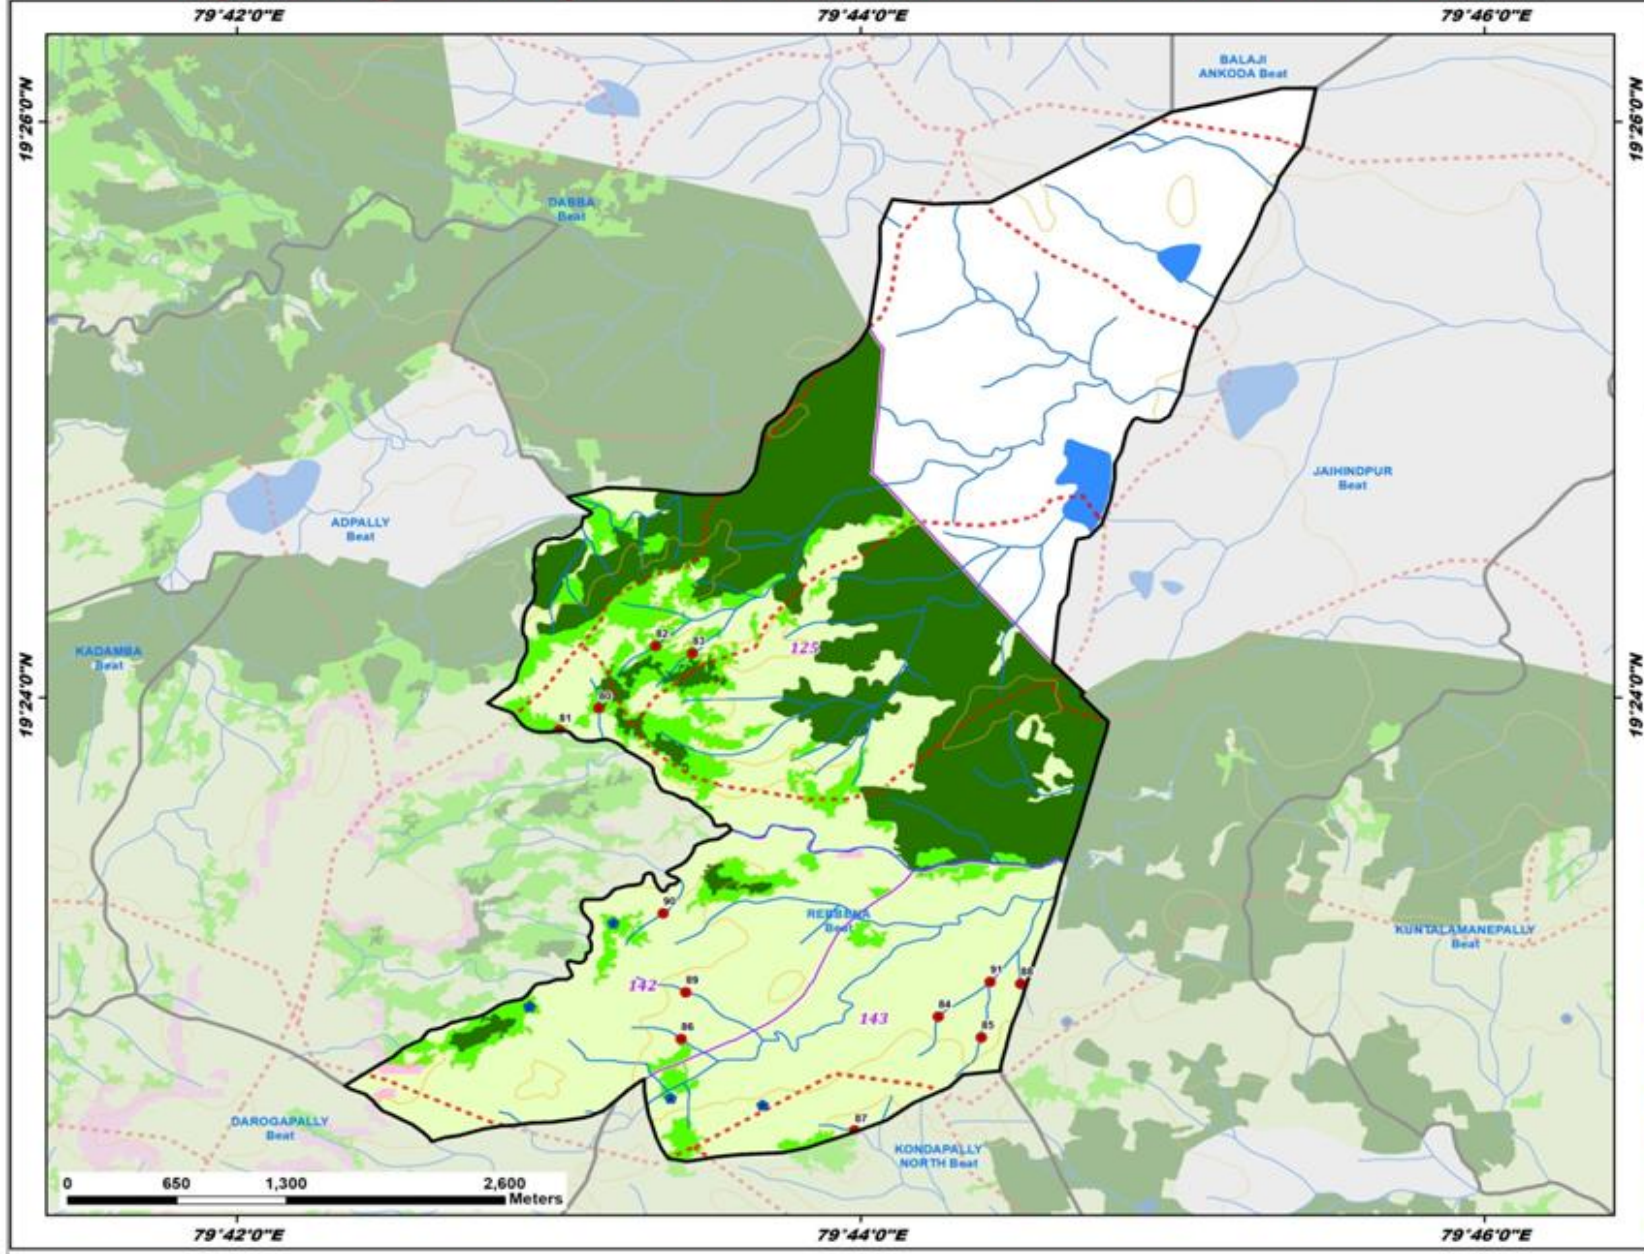 79°42'0"E 79°44'0"E 79°46'0"E
BALAJI
ANKODA Beat
19°26'0"N 19°26'0"N
DABBA
Beat
JAIHINDPUR
Beat
ADPALLY
Beat
82
83
125
KADAMBA
Beat
80
81
19°24'0"N 19°24'0"N
90
REBBENA
Beat
KUNTALAMANEPALLY
Beat
91
88
89
142
84
143
85
86
87
DAROGAPALLY
Beat
KONDAPALLY
NORTH Beat
0 650 1,300 2,600
Meters
79°42'0"E 79°44'0"E 79°46'0"E